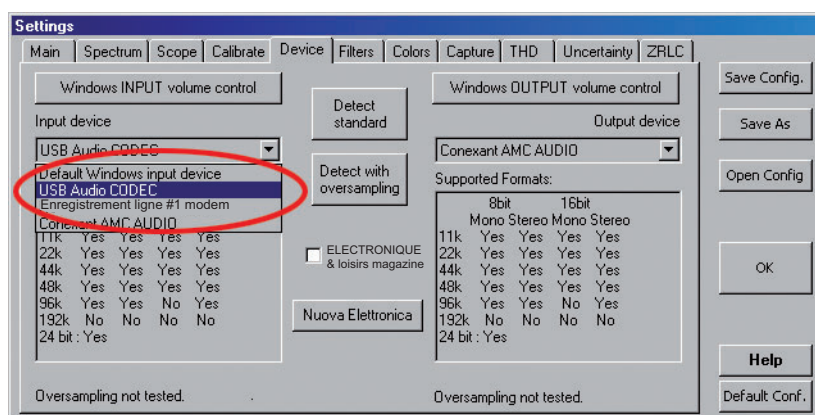 Settings
Main Spectrum Scope Calibrate Device Filters Colors Capture THD Uncertainty ZRLC
Windows INPUT volume control
Input device
USB Audio CODEC
Default Windows input device
USB Audio CODEC
Enregistrement ligne #1 modem
Conexant AMC AUDIO
11k Yes Yes Yes Yes
22k Yes Yes Yes Yes
44k Yes Yes Yes Yes
48k Yes Yes Yes Yes
96k Yes Yes No Yes
192k No No No No
24 bit : Yes
Oversampling not tested.
Detect
standard
Detect with
oversampling
ELECTRONIQUE
& loisirs magazine
Nuova Elettronica
Windows OUTPUT volume control
Output device
Conexant AMC AUDIO
Supported Formats:
8bit 16bit
Mono Stereo Mono Stereo
11k Yes Yes Yes Yes
22k Yes Yes Yes Yes
44k Yes Yes Yes Yes
48k Yes Yes Yes Yes
96k Yes Yes No Yes
192k No No No No
24 bit : Yes
Oversampling not tested.
Save Config.
Save As
Open Config
OK
Help
Default Conf.